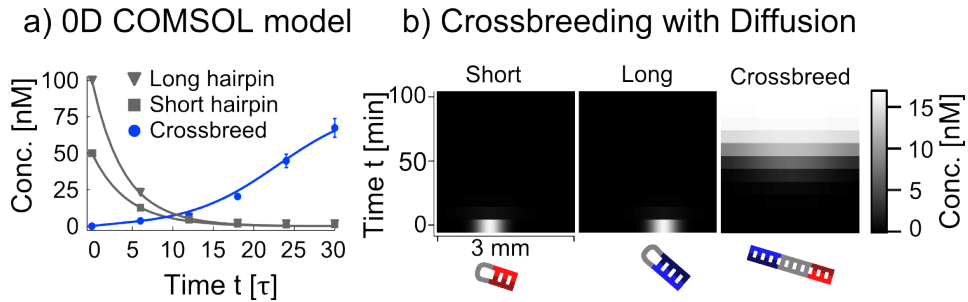 a) 0D COMSOL model
Conc. [nM]
100
75
50
25
0
Long hairpin
Short hairpin
Crossbreed
0 5 10 15 20 25 30
Time t [τ]
b) Crossbreeding with Diffusion
Short Long Crossbreed
Time t [min]
100
50
0
3 mm
15
10
5
0
Conc. [nM]